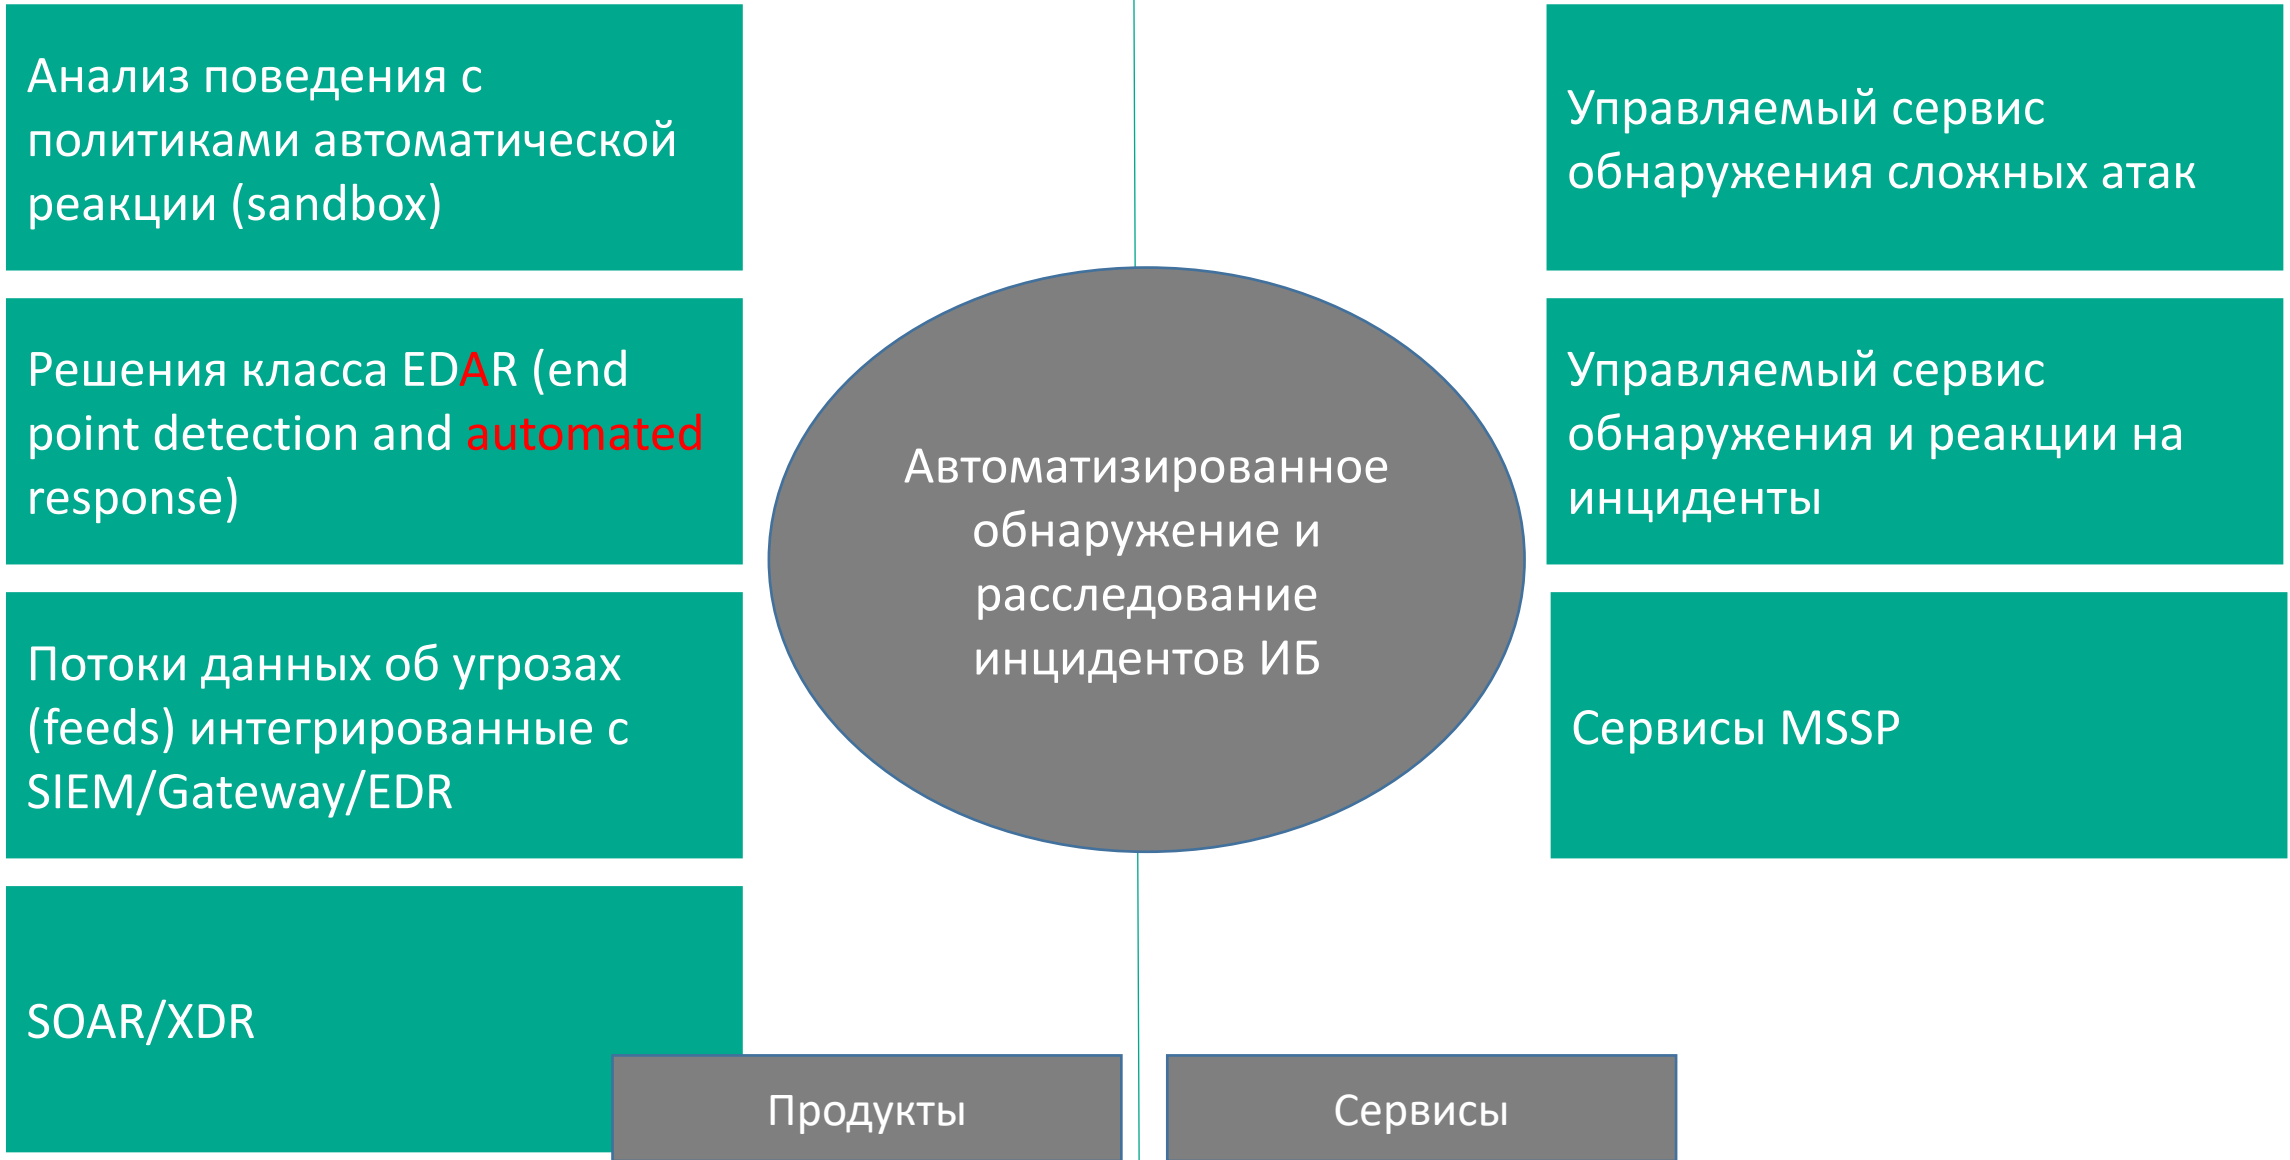 Анализ поведения с
политиками автоматической
реакции (sandbox)
Решения класса EDAR (end
point detection and automated
response)
Потоки данных об угрозах
(feeds) интегрированные с
SIEM/Gateway/EDR
SOAR/XDR
Автоматизированное
обнаружение и
расследование
инцидентов ИБ
Управляемый сервис
обнаружения сложных атак
Управляемый сервис
обнаружения и реакции на
инциденты
Сервисы MSSP
Продукты
Сервисы